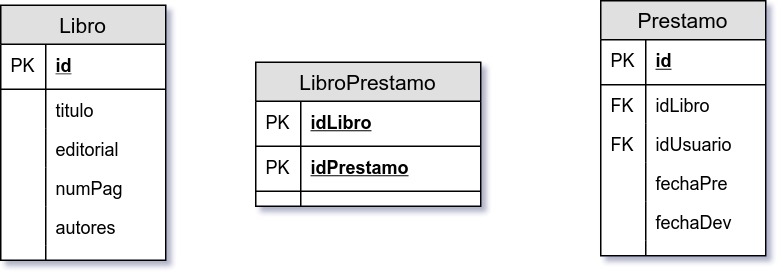 Libro
PK id
titulo
editorial
numPag
autores
LibroPrestamo
PK idLibro
PK idPrestamo
Prestamo
PK id
FK idLibro
FK idUsuario
fechaPre
fechaDev